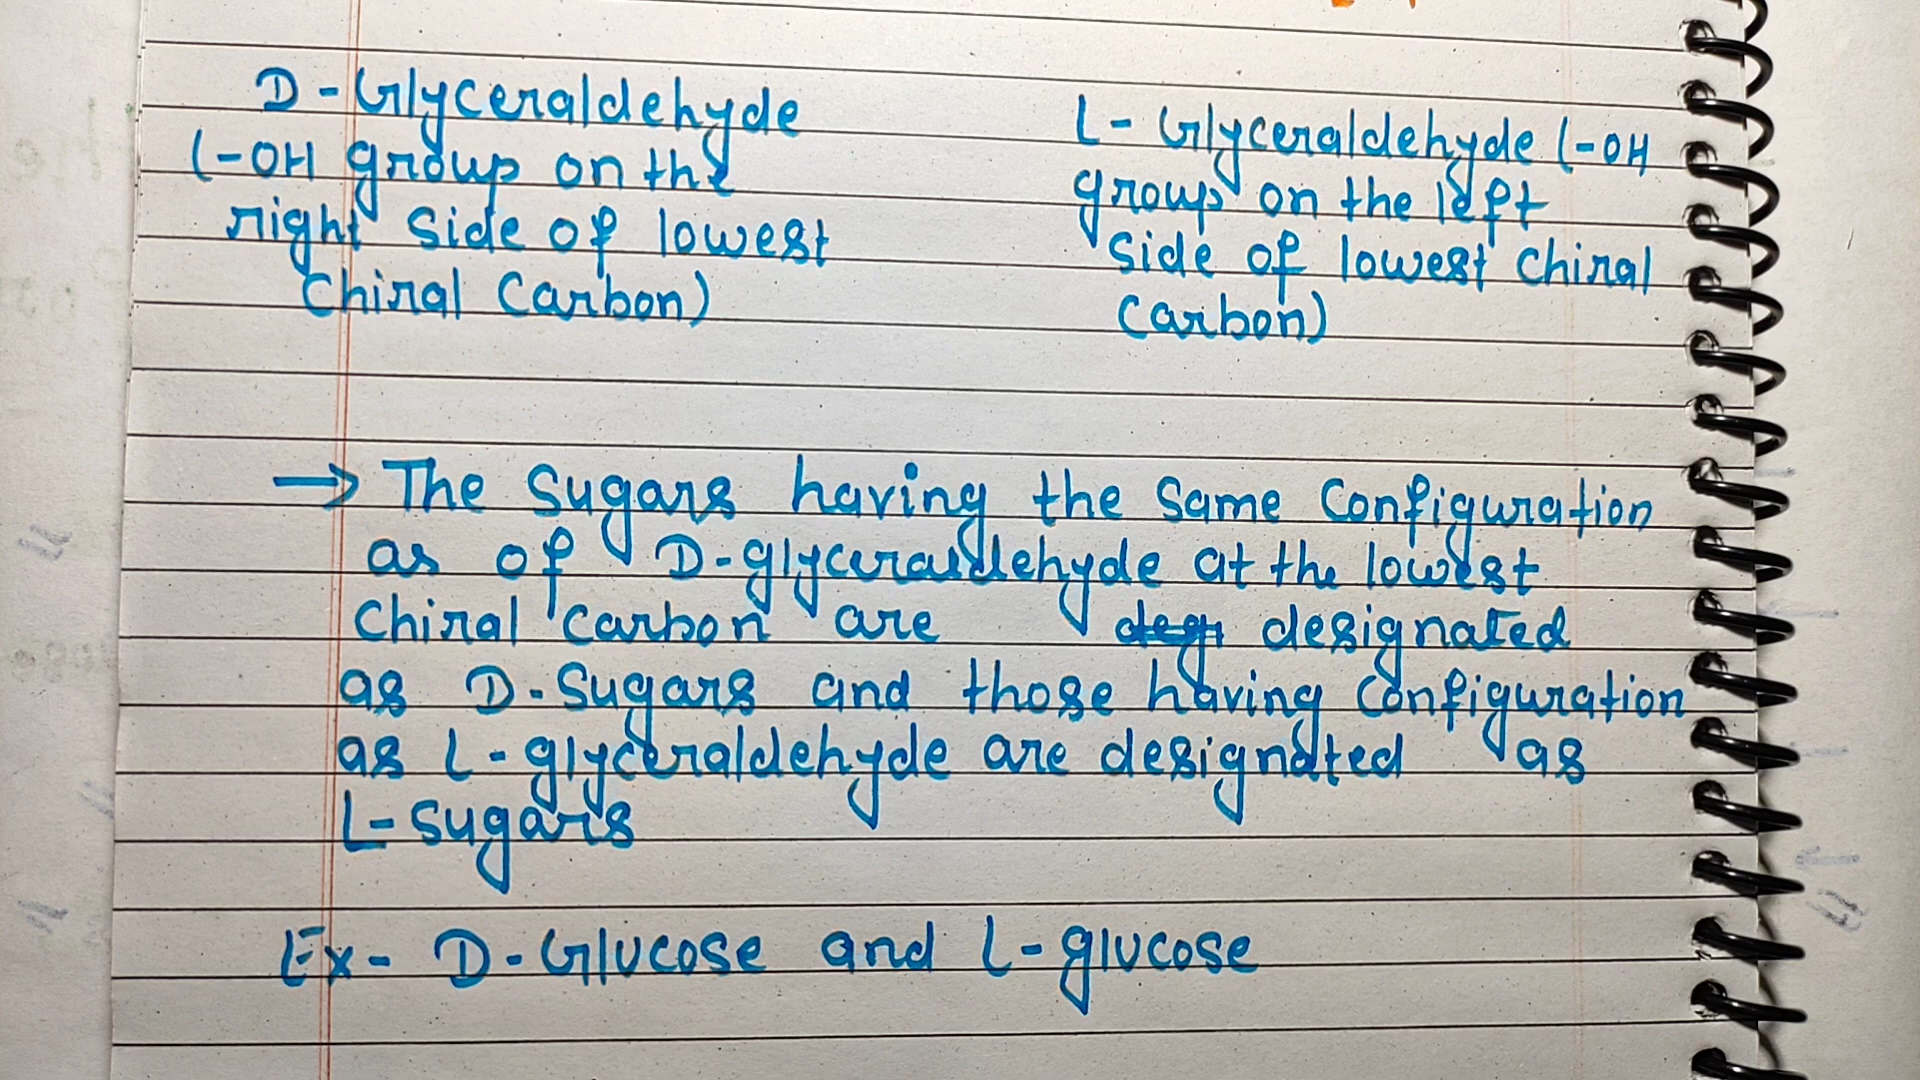 D-Glyceraldehyde
(-OH group on the
right side of lowest
Chiral Carbon)
L-Glyceraldehyde (-OH
group on the left
side of lowest chiral
Carbon)
→ The Sugars having the Same Configuration
as of D-glyceraldehyde at the lowest
Chiral Carbon are designated
as D-Sugars and those having Configuration
as L-glyceraldehyde are designated as
L-Sugars
Ex- D-Glucose and L-glucose